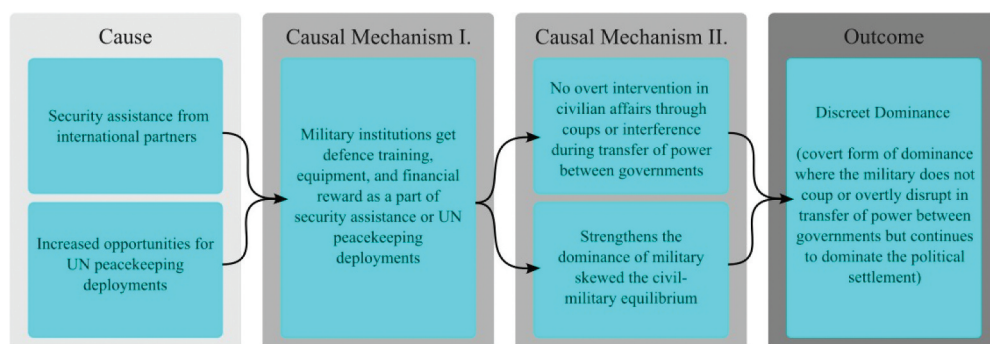 Cause
Security assistance from
international partners
Increased opportunities for
UN peacekeeping
deployments
Causal Mechanism I.
Military institutions get
defence training,
equipment, and financial
reward as a part of
security assistance or UN
peacekeeping
deployments
Causal Mechanism II.
No overt intervention in
civilian affairs through
coups or interference
during transfer of power
between governments
Strengthens the
dominance of military
skewed the civil-
military equilibrium
Outcome
Discreet Dominance
(covert form of dominance
where the military does not
coup or overtly disrupt in
transfer of power between
governments but continues
to dominate the political
settlement)